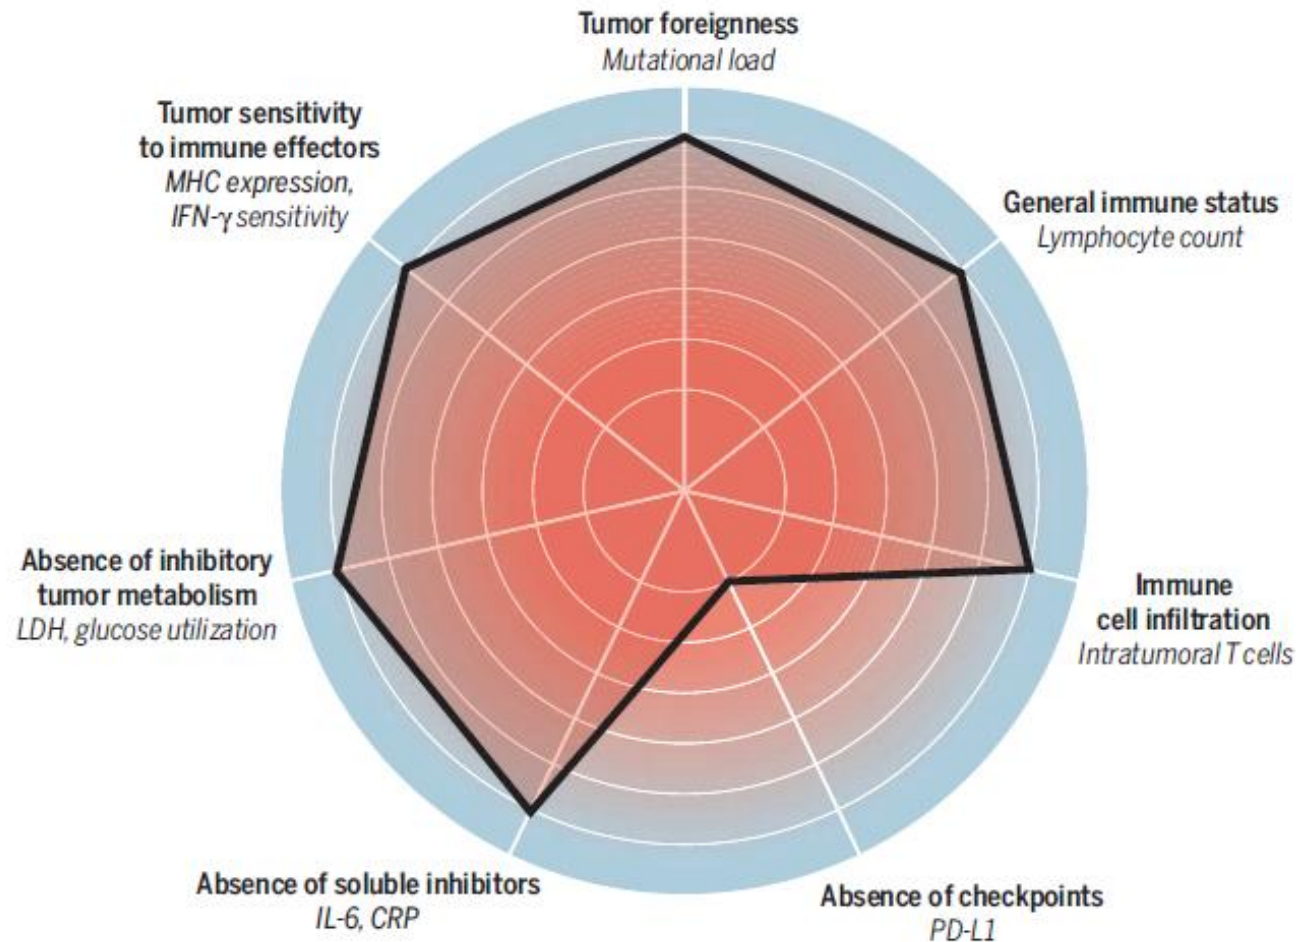 Tumor foreignness
Mutational load
Tumor sensitivity
to immune effectors
MHC expression,
IFN-γ sensitivity
General immune status
Lymphocyte count
Absence of inhibitory
tumor metabolism
LDH, glucose utilization
Immune
cell infiltration
Intratumoral T cells
Absence of soluble inhibitors
IL-6, CRP
Absence of checkpoints
PD-L1